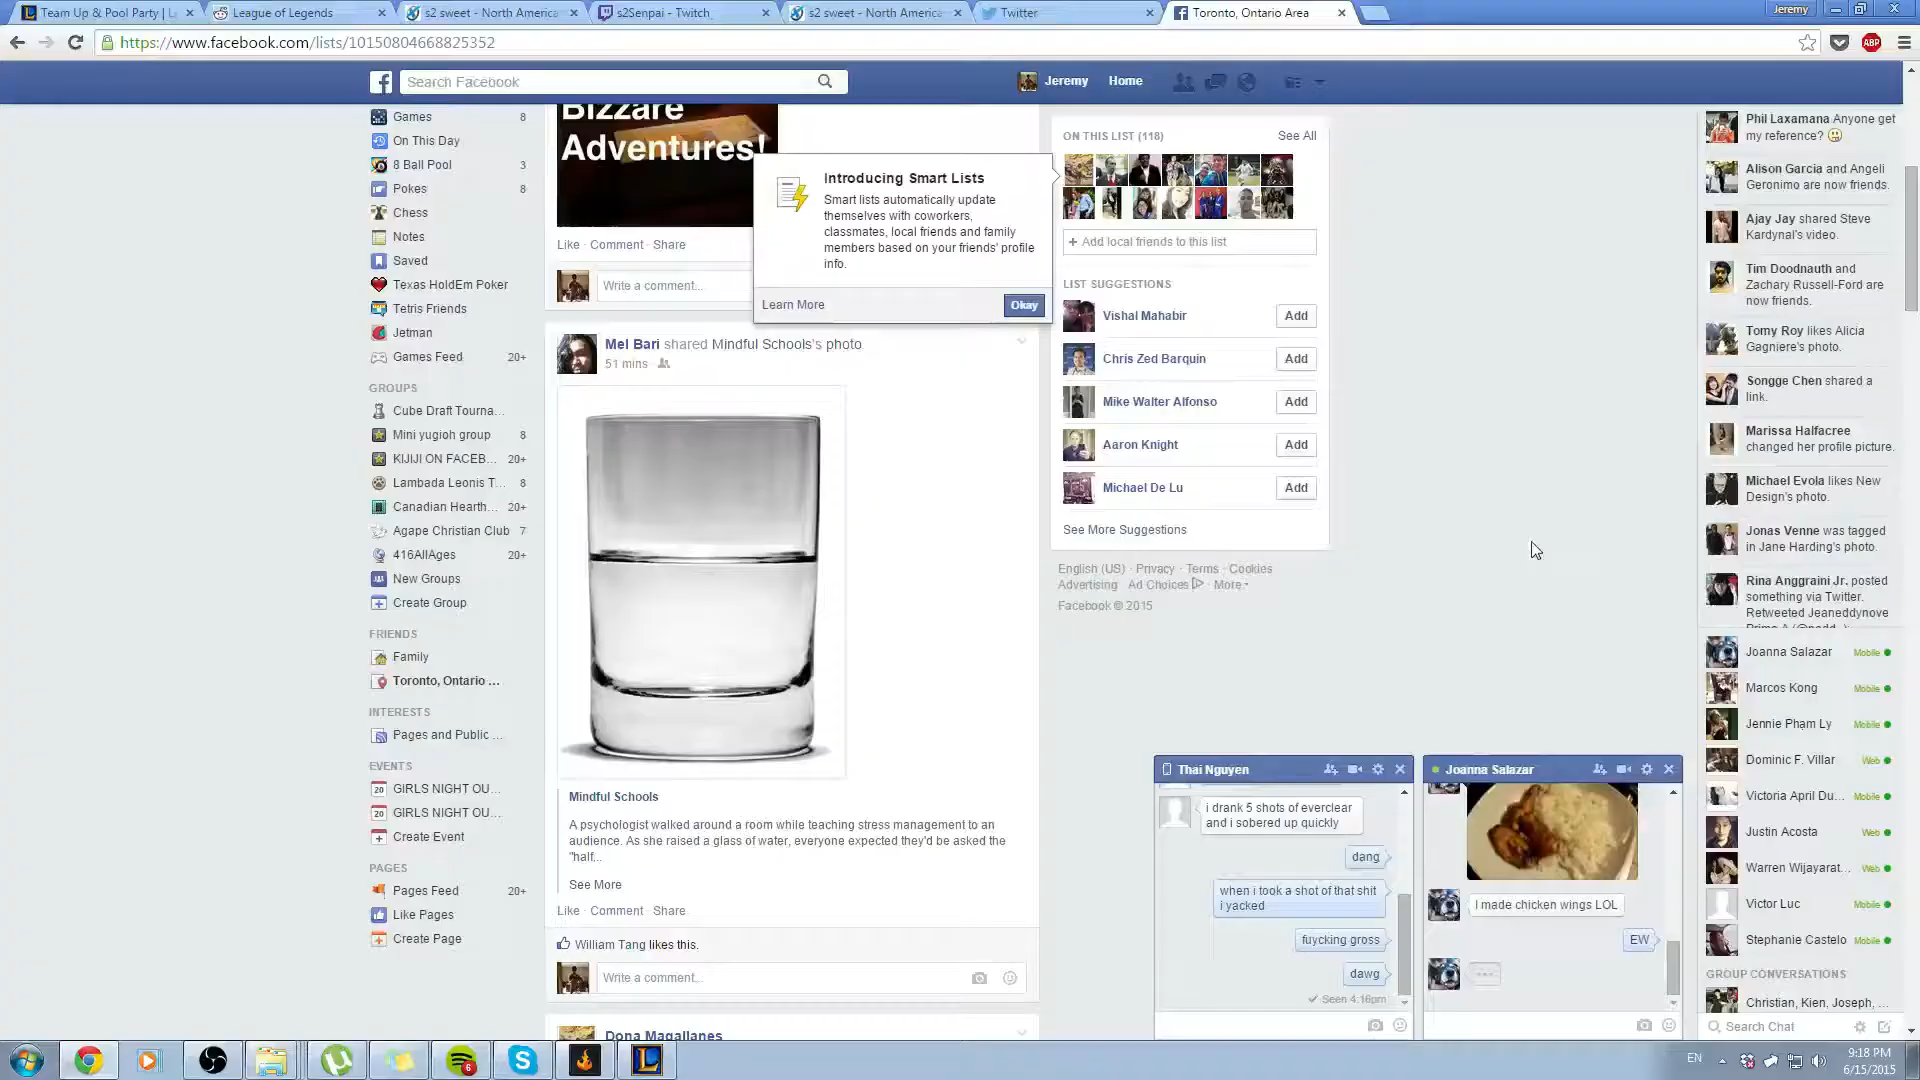 Team Up & Pool Party | L
League of Legends
s2 sweet - North America
s2Senpai - Twitch
s2 sweet - North America
Twitter
Toronto, Ontario Area
Jeremy
https://www.facebook.com/lists/10150804668825352
ABP
Search Facebook
Jeremy
Home
Games 8
On This Day
8 Ball Pool 3
Pokes 8
Chess
Notes
Saved
Texas HoldEm Poker
Tetris Friends
Jetman
Games Feed 20+
GROUPS
Cube Draft Tourna...
Mini yugioh group 8
KIJIJI ON FACEB... 20+
Lambada Leonis T... 8
Canadian Hearth... 20+
Agape Christian Club 7
416AllAges 20+
New Groups
Create Group
FRIENDS
Family
Toronto, Ontario ...
INTERESTS
Pages and Public ...
EVENTS
20 GIRLS NIGHT OU...
20 GIRLS NIGHT OU...
Create Event
PAGES
Pages Feed 20+
Like Pages
Create Page
Bizzare
Adventures!
Like · Comment · Share
Write a comment...
Introducing Smart Lists
Smart lists automatically update
themselves with coworkers,
classmates, local friends and family
members based on your friends' profile
info.
Learn More
Okay
Mel Bari shared Mindful Schools's photo.
51 mins
Mindful Schools
A psychologist walked around a room while teaching stress management to an
audience. As she raised a glass of water, everyone expected they'd be asked the
"half...
See More
Like · Comment · Share
William Tang likes this.
Write a comment...
Dona Magallanes
ON THIS LIST (118)
See All
+ Add local friends to this list
LIST SUGGESTIONS
Vishal Mahabir Add
Chris Zed Barquin Add
Mike Walter Alfonso Add
Aaron Knight Add
Michael De Lu Add
See More Suggestions
English (US) · Privacy · Terms · Cookies
Advertising · Ad Choices · More
Facebook © 2015
Thai Nguyen
i drank 5 shots of everclear
and i sobered up quickly
dang
when i took a shot of that shit
i yacked
fuycking gross
dawg
Seen 4:16pm
Joanna Salazar
I made chicken wings LOL
EW
Phil Laxamana Anyone get
my reference?
Alison Garcia and Angeli
Geronimo are now friends.
Ajay Jay shared Steve
Kardynal's video.
Tim Doodnauth and
Zachary Russell-Ford are
now friends.
Tomy Roy likes Alicia
Gagniere's photo.
Songge Chen shared a
link.
Marissa Halfacree
changed her profile picture.
Michael Evola likes New
Design's photo.
Jonas Venne was tagged
in Jane Harding's photo.
Rina Anggraini Jr. posted
something via Twitter.
Retweeted Jeaneddynove
Joanna Salazar Mobile
Marcos Kong Mobile
Jennie Pham Ly Mobile
Dominic F. Villar Web
Victoria April Du... Mobile
Justin Acosta Web
Warren Wijayarat... Web
Victor Luc Mobile
Stephanie Castelo Mobile
GROUP CONVERSATIONS
Christian, Kien, Joseph, ...
Search Chat
6
EN
9:18 PM
6/15/2015